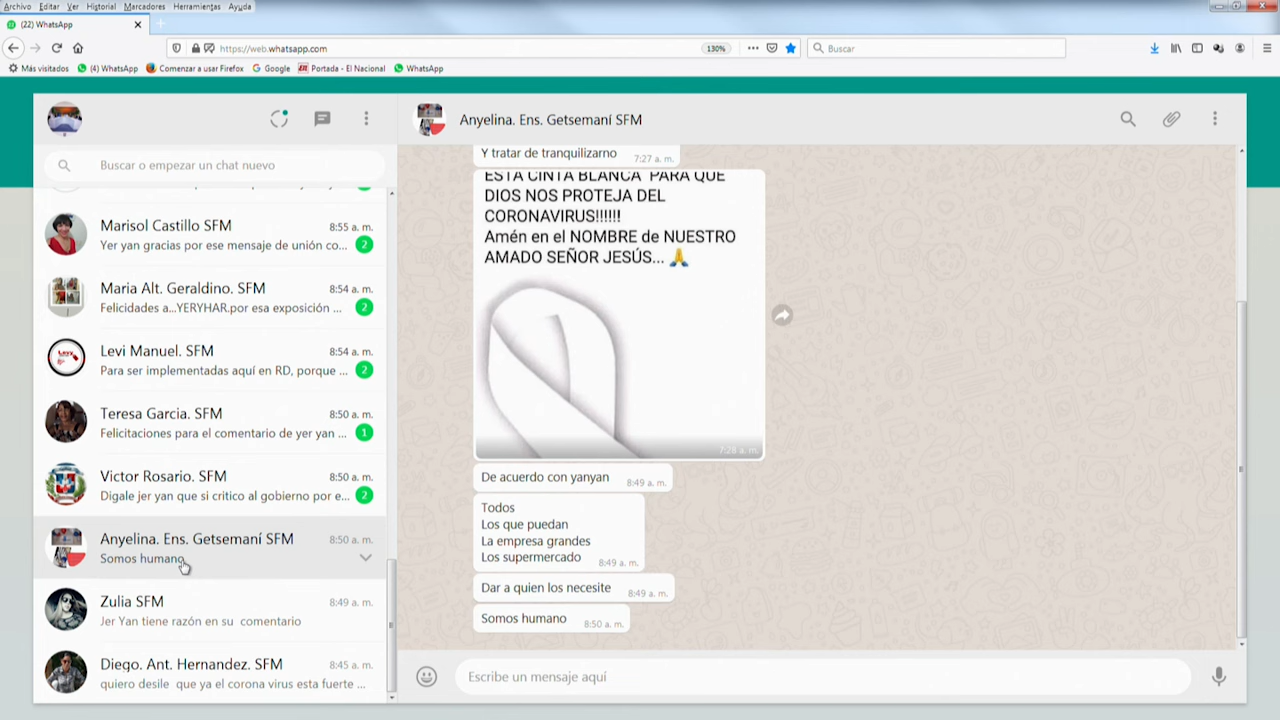 Archivo Editar Ver Historial Marcadores Herramientas Ayuda
(22) WhatsApp
https://web.whatsapp.com
130%
Buscar
Más visitados
(4) WhatsApp
Comenzar a usar Firefox
Google
Portada - El Nacional
WhatsApp
Anyelina. Ens. Getsemaní SFM
Buscar o empezar un chat nuevo
Marisol Castillo SFM
8:55 a. m.
Yer yan gracias por ese mensaje de unión co...
2
Maria Alt. Geraldino. SFM
8:54 a. m.
Felicidades a...YERYHAR.por esa exposición ...
2
Levi Manuel. SFM
8:54 a. m.
Para ser implementadas aquí en RD, porque ...
2
Teresa Garcia. SFM
8:50 a. m.
Felicitaciones para el comentario de yer yan ...
1
Victor Rosario. SFM
8:50 a. m.
Digale jer yan que si critico al gobierno por e...
2
Anyelina. Ens. Getsemaní SFM
8:50 a. m.
Somos humano
Zulia SFM
8:49 a. m.
Jer Yan tiene razón en su comentario
Diego. Ant. Hernandez. SFM
8:45 a. m.
quiero desile que ya el corona virus esta fuerte ...
Y tratar de tranquilizarno
7:27 a. m.
ESTA CINTA BLANCA PARA QUE
DIOS NOS PROTEJA DEL
CORONAVIRUS!!!!!!
Amén en el NOMBRE de NUESTRO
AMADO SEÑOR JESÚS... 🙏
7:28 a. m.
De acuerdo con yanyan
8:49 a. m.
Todos
Los que puedan
La empresa grandes
Los supermercado
8:49 a. m.
Dar a quien los necesite
8:49 a. m.
Somos humano
8:50 a. m.
Escribe un mensaje aquí